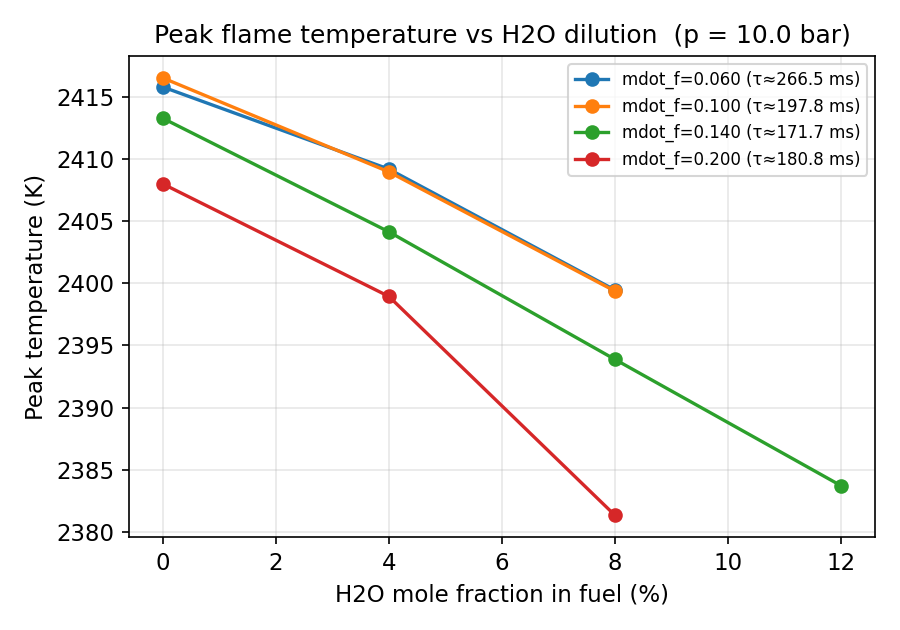 Peak flame temperature vs H2O dilution  (p = 10.0 bar)
mdot_f=0.060 (τ≈266.5 ms)
mdot_f=0.100 (τ≈197.8 ms)
mdot_f=0.140 (τ≈171.7 ms)
mdot_f=0.200 (τ≈180.8 ms)
Peak temperature (K)
2415
2410
2405
2400
2395
2390
2385
2380
0
2
4
6
8
10
12
H2O mole fraction in fuel (%)